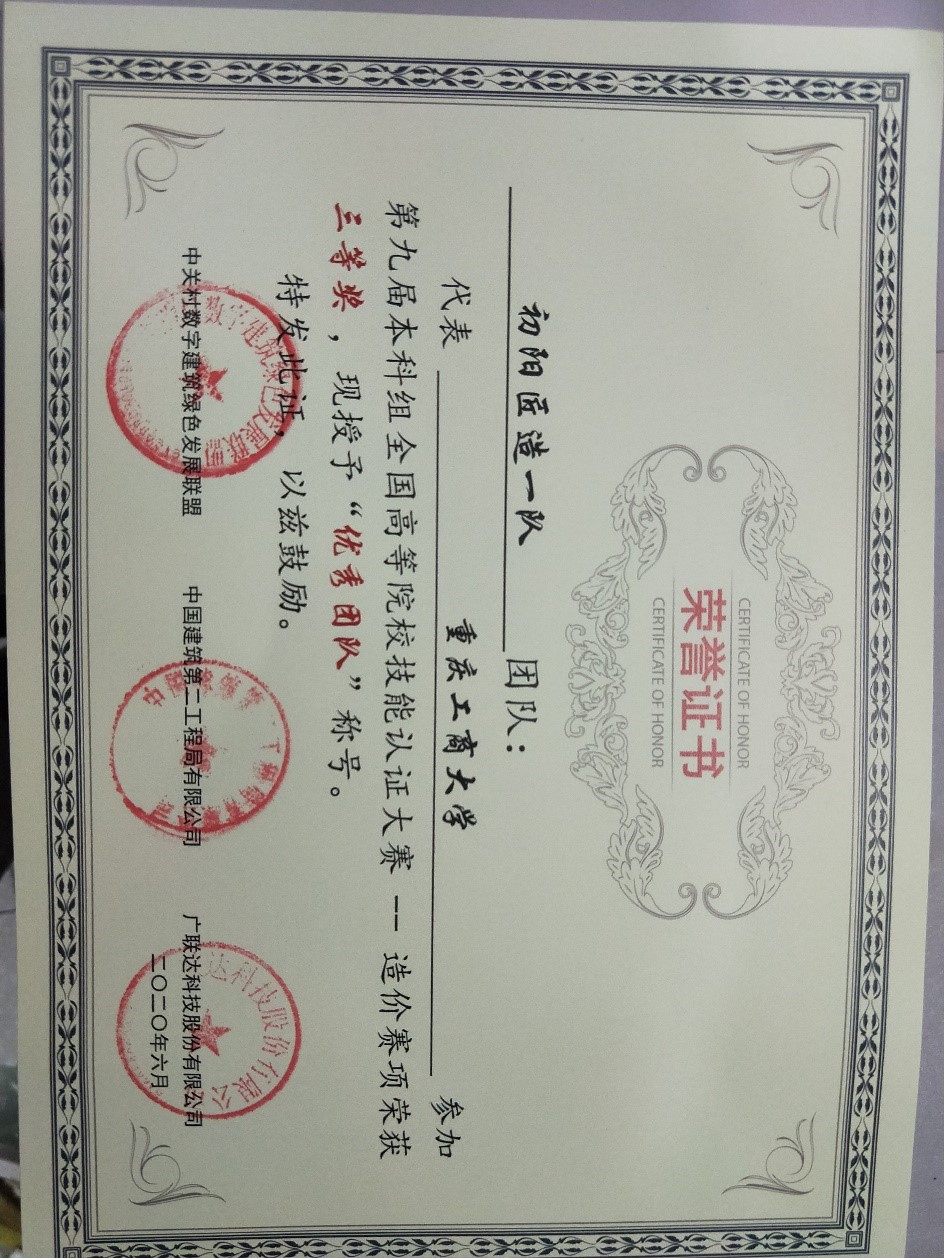 CERTIFICATE OF HONOR
荣誉证书
CERTIFICATE OF HONOR
初阳匠造一队 团队：
代表 重庆工商大学 参加
第九届本科组全国高等院校技能认证大赛 -- 造价赛项荣获
三等奖，现授予“优秀团队”称号。
特发此证，以兹鼓励。
中关村数字建筑绿色发展联盟 中国建筑第二工程局有限公司 广联达科技股份有限公司
二〇二〇年六月